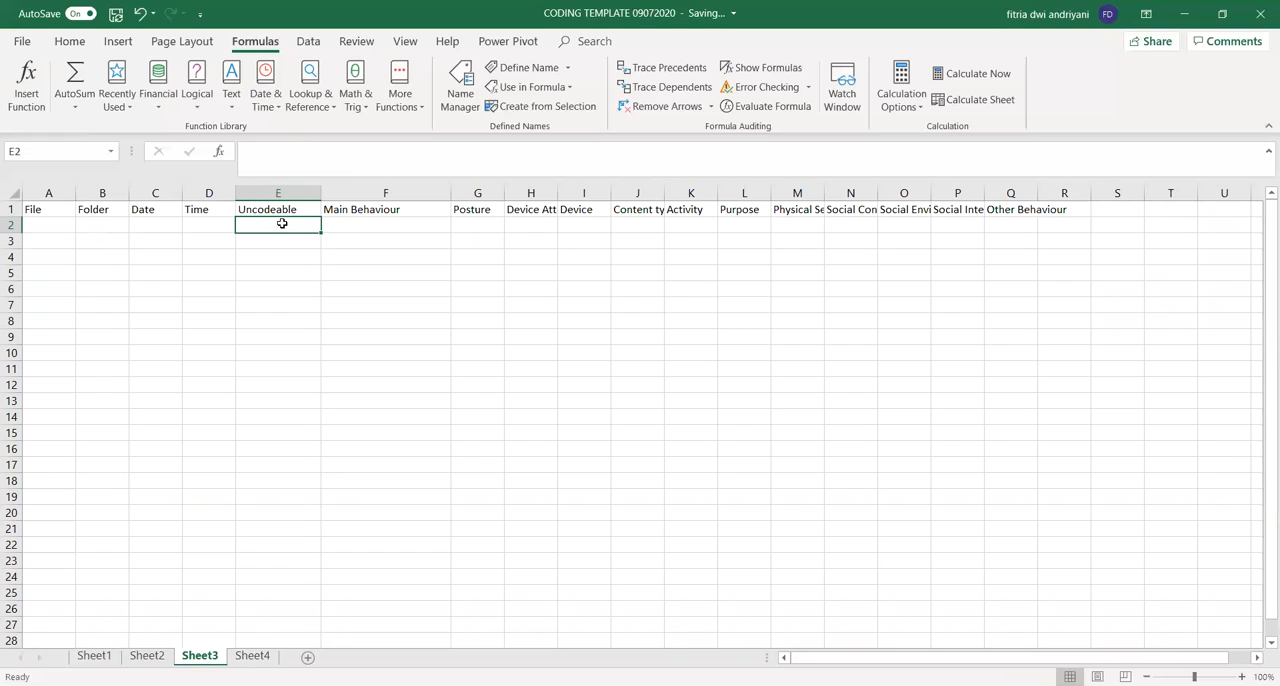 AutoSave On CODING TEMPLATE 09072020 - Saving... fitria dwi andriyani FD
File Home Insert Page Layout Formulas Data Review View Help Power Pivot Search Share Comments
Insert Function AutoSum Recently Used Financial Logical Text Date & Time Lookup & Reference Math & Trig More Functions
Function Library
Name Manager Define Name Use in Formula Create from Selection
Defined Names
Trace Precedents Show Formulas
Trace Dependents Error Checking
Remove Arrows Evaluate Formula
Formula Auditing
Watch Window
Calculation Options Calculate Now Calculate Sheet
Calculation
E2 fx
A B C D E F G H I J K L M N O P Q R S T U
1 File Folder Date Time Uncodeable Main Behaviour Posture Device Att Device Content ty Activity Purpose Physical Se Social Con Social Envi Social Inte Other Behaviour
2
3
4
5
6
7
8
9
10
11
12
13
14
15
16
17
18
19
20
21
22
23
24
25
26
27
28
Sheet1 Sheet2 Sheet3 Sheet4
Ready 100%